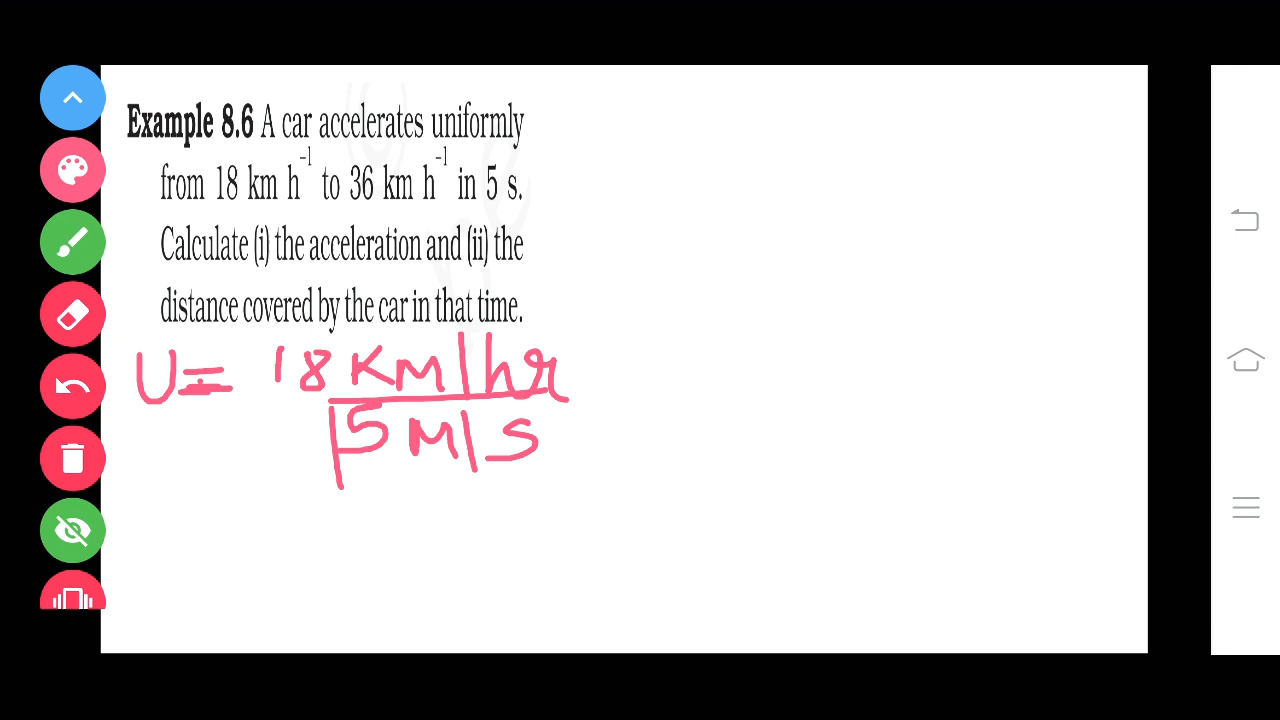 Example 8.6 A car accelerates uniformly
from 18 km h⁻¹ to 36 km h⁻¹ in 5 s.
Calculate (i) the acceleration and (ii) the
distance covered by the car in that time.
U = 18 KM/hr
5 M/S